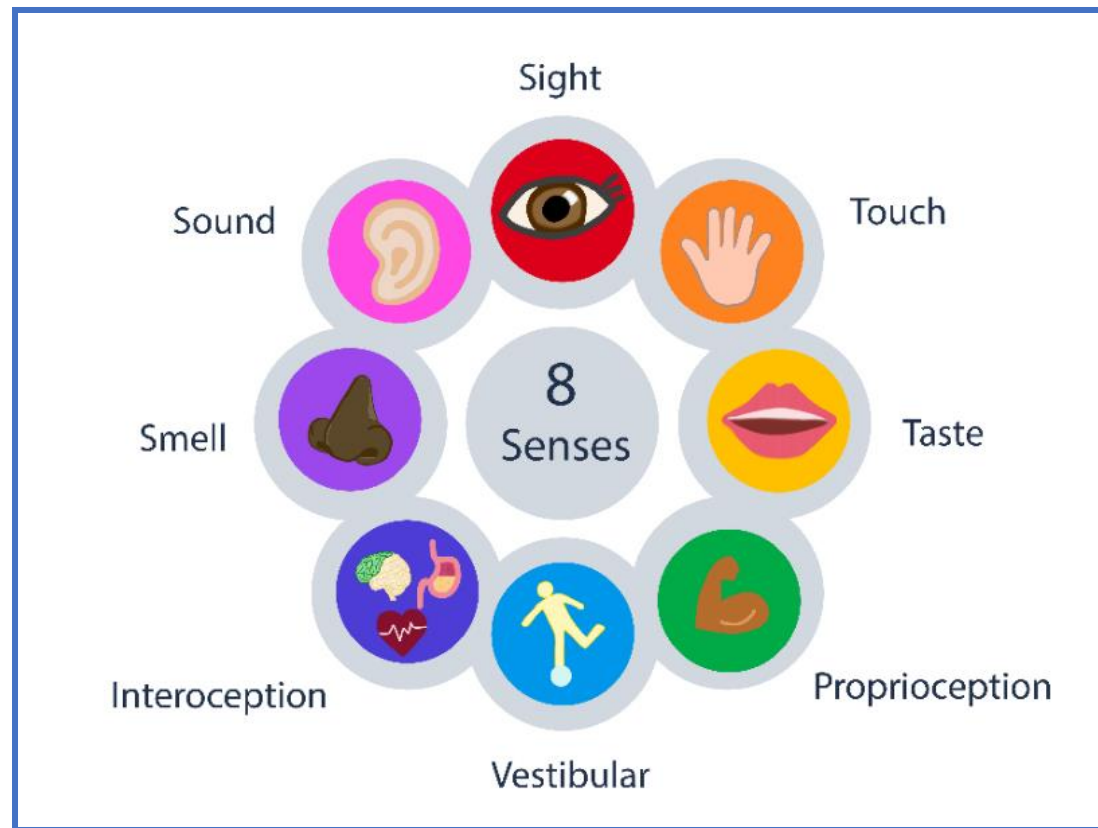 Sight
Sound
Touch
8
Senses
Smell
Taste
Interoception
Proprioception
Vestibular